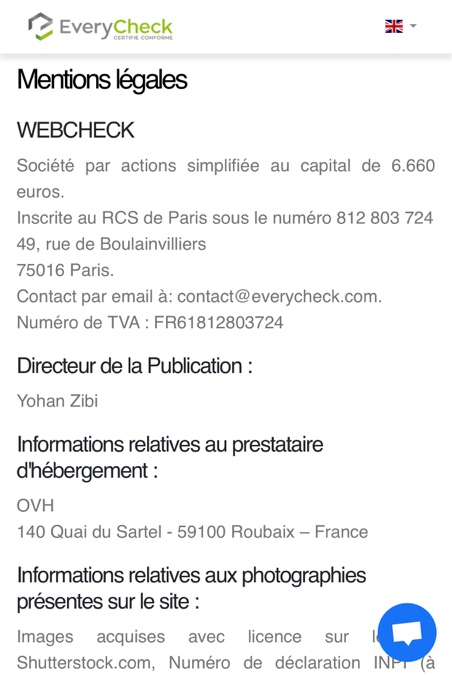 EveryCheck
CERTIFIÉ CONFORME
Mentions légales
WEBCHECK
Société par actions simplifiée au capital de 6.660
euros.
Inscrite au RCS de Paris sous le numéro 812 803 724
49, rue de Boulainvilliers
75016 Paris.
Contact par email à: contact@everycheck.com.
Numéro de TVA : FR61812803724
Directeur de la Publication :
Yohan Zibi
Informations relatives au prestataire
d'hébergement :
OVH
140 Quai du Sartel - 59100 Roubaix – France
Informations relatives aux photographies
présentes sur le site :
Images acquises avec licence sur
Shutterstock.com, Numéro de déclaration INPI (à